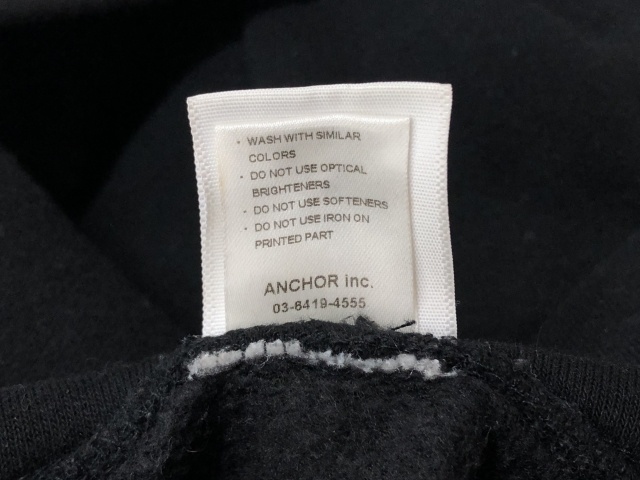 · WASH WITH SIMILAR
COLORS
· DO NOT USE OPTICAL
BRIGHTENERS
· DO NOT USE SOFTENERS
· DO NOT USE IRON ON
PRINTED PART
ANCHOR inc.
03-6419-4555